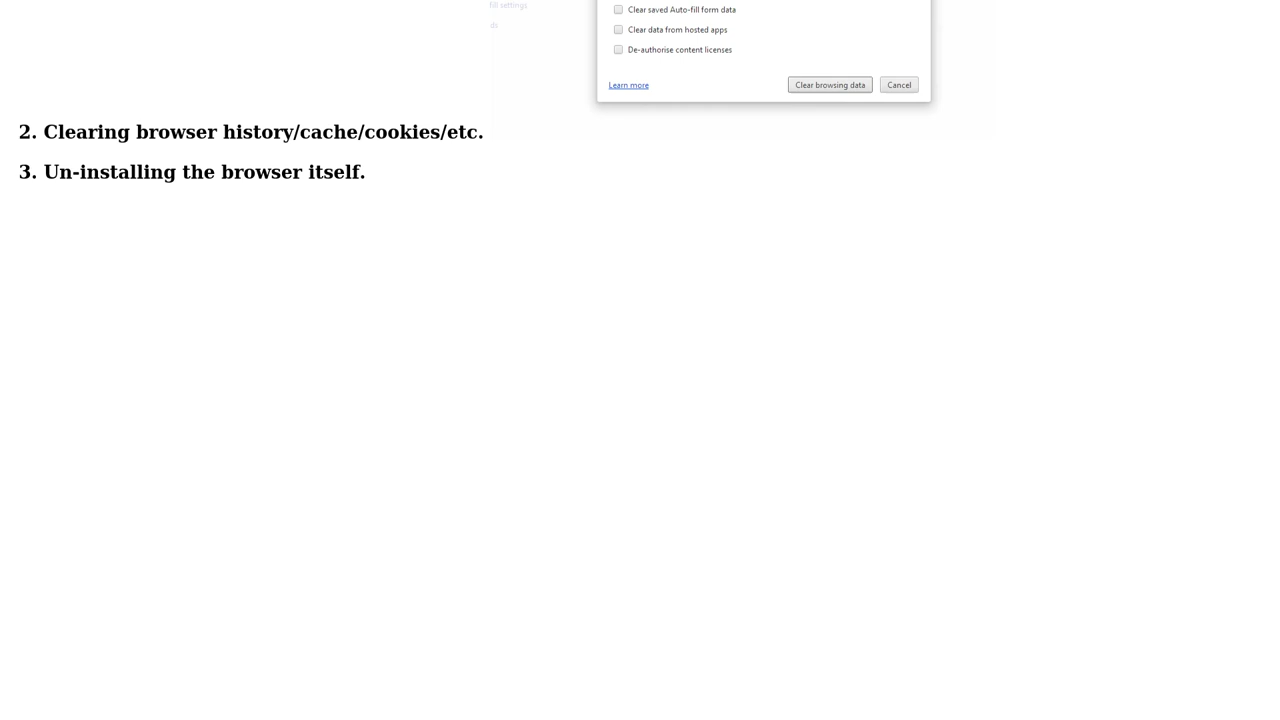 fill settings
Clear saved Auto-fill form data
ds
Clear data from hosted apps
De-authorise content licenses
Learn more
Clear browsing data
Cancel
2. Clearing browser history/cache/cookies/etc.
3. Un-installing the browser itself.